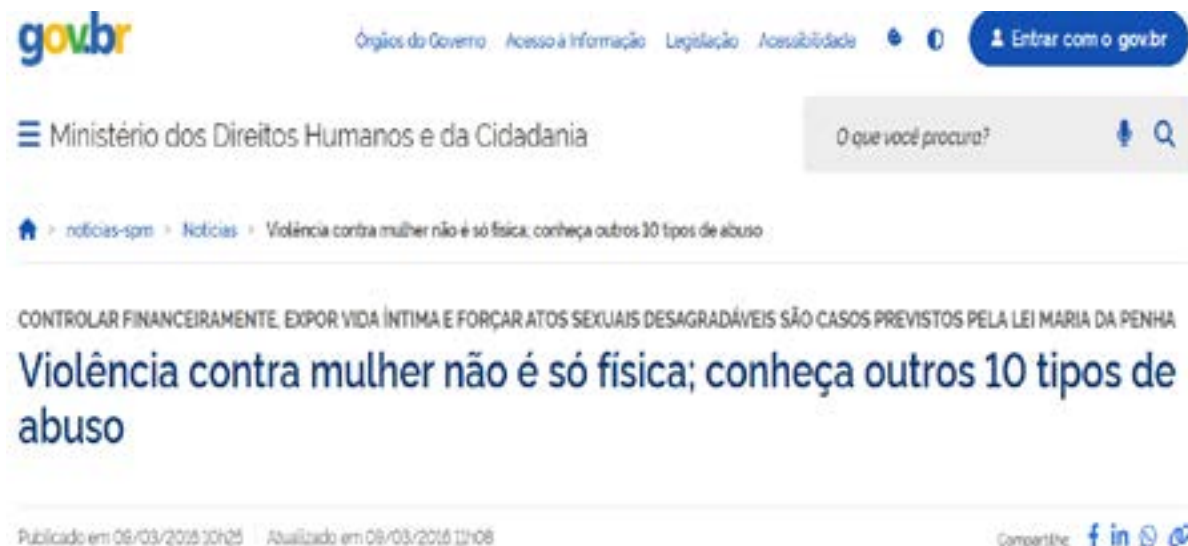 gov.br
Órgãos do Governo Acesso à Informação Legislação Acessibilidade Entrar com o gov.br
Ministério dos Direitos Humanos e da Cidadania O que você procura?
noticias-spm > Notícias > Violência contra mulher não é só física; conheça outros 10 tipos de abuso
CONTROLAR FINANCEIRAMENTE, EXPOR VIDA ÍNTIMA E FORÇAR ATOS SEXUAIS DESAGRADÁVEIS SÃO CASOS PREVISTOS PELA LEI MARIA DA PENHA
Violência contra mulher não é só física; conheça outros 10 tipos de
abuso
Publicado em Atualizado em Compartilhe: